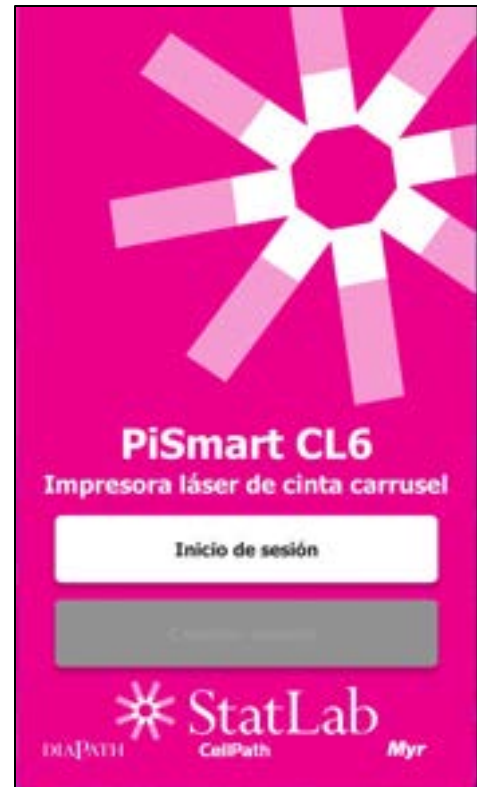 PiSmart CL6
Impresora láser de cinta carrusel
Inicio de sesión
StatLab
DIAPATH
CellPath
Myr